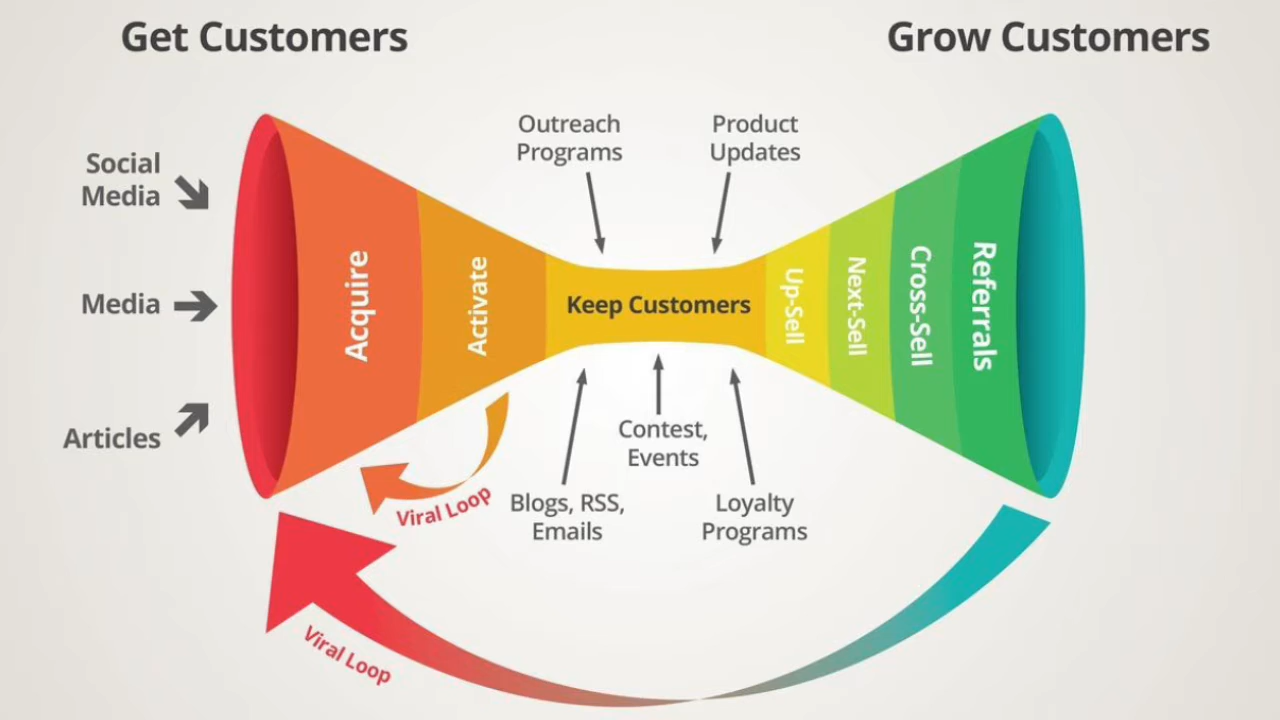 Get Customers
Grow Customers
Social
Media
Media
Articles
Outreach
Programs
Product
Updates
Acquire
Activate
Keep Customers
Up-Sell
Next-Sell
Cross-Sell
Referrals
Contest,
Events
Blogs, RSS,
Emails
Loyalty
Programs
Viral Loop
Viral Loop